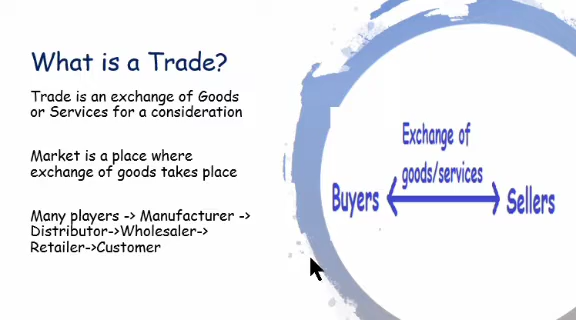 What is a Trade?
Trade is an exchange of Goods
or Services for a consideration
Market is a place where
exchange of goods takes place
Many players -> Manufacturer ->
Distributor->Wholesaler->
Retailer->Customer
Exchange of
goods/services
Buyers
Sellers